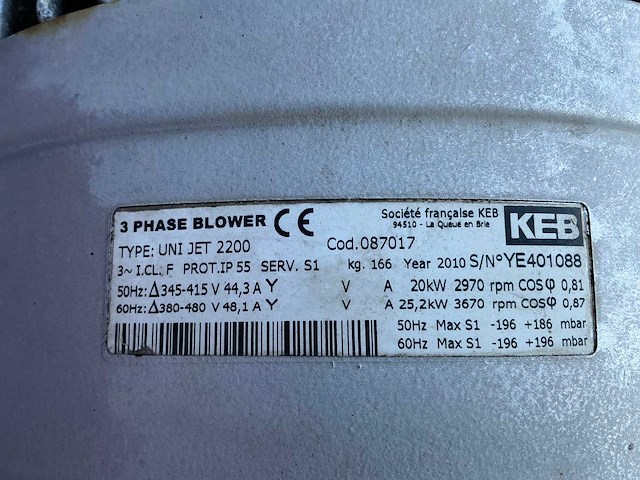 3 PHASE BLOWER CE Société française KEB KEB
94510 - La Queue en Brie
TYPE: UNI JET 2200 Cod.087017
3~ I.CL. F PROT.IP 55 SERV. S1 kg. 166 Year 2010 S/N°YE401088
50Hz: Δ345-415 V 44,3 A Y V A 20kW 2970 rpm COSφ 0,81
60Hz: Δ380-480 V 48,1 A Y V A 25,2kW 3670 rpm COSφ 0,87
50Hz Max S1 -196 +186 mbar
60Hz Max S1 -196 +196 mbar